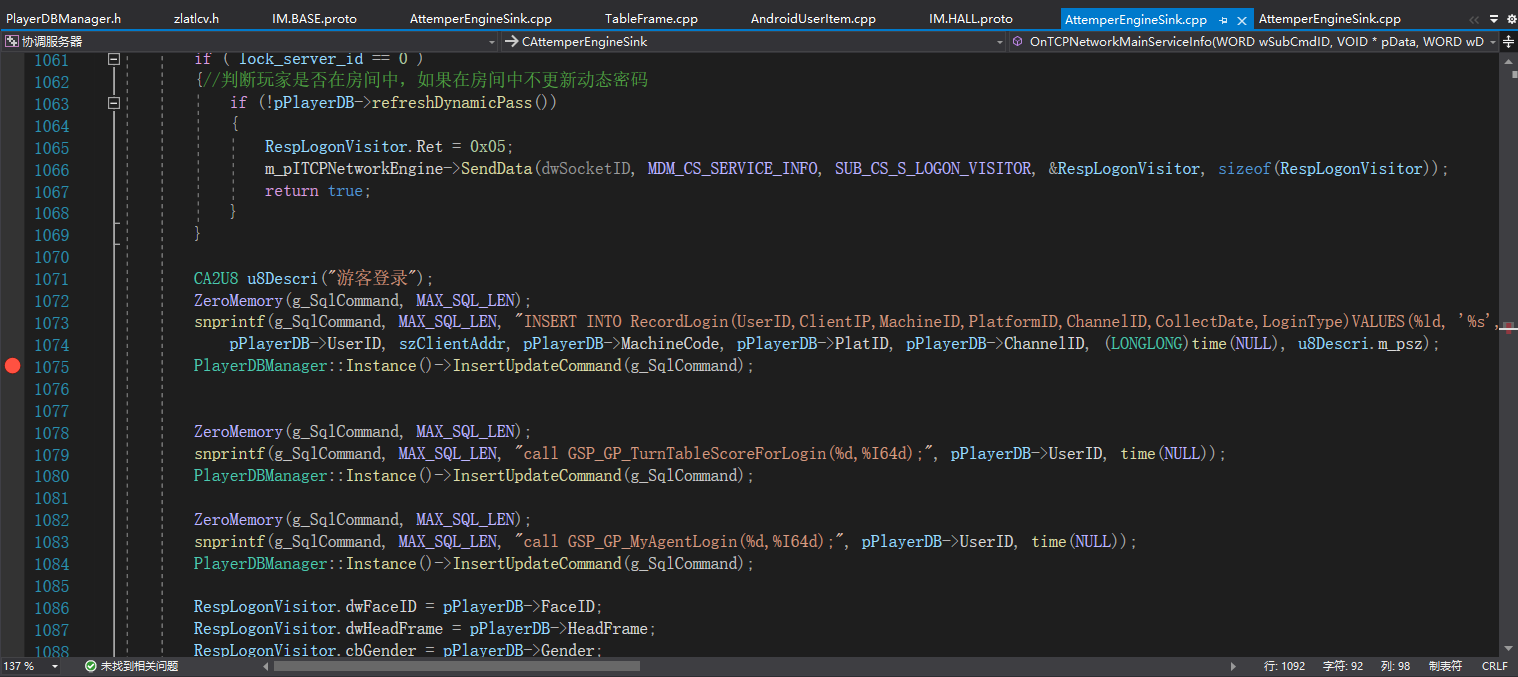 PlayerDBManager.h zlatlcv.h IM.BASE.proto AttemperEngineSink.cpp TableFrame.cpp AndroidUserItem.cpp IM.HALL.proto AttemperEngineSink.cpp AttemperEngineSink.cpp
协调服务器 CAttemperEngineSink OnTCPNetworkMainServiceInfo(WORD wSubCmdID, VOID * pData, WORD wD
1061 if ( lock_server_id == 0 )
1062 {//判断玩家是否在房间中，如果在房间中不更新动态密码
1063 if (!pPlayerDB->refreshDynamicPass())
1064 {
1065 RespLogonVisitor.Ret = 0x05;
1066 m_pITCPNetworkEngine->SendData(dwSocketID, MDM_CS_SERVICE_INFO, SUB_CS_S_LOGON_VISITOR, &RespLogonVisitor, sizeof(RespLogonVisitor));
1067 return true;
1068 }
1069 }
1070
1071 CA2U8 u8Descri("游客登录");
1072 ZeroMemory(g_SqlCommand, MAX_SQL_LEN);
1073 snprintf(g_SqlCommand, MAX_SQL_LEN, "INSERT INTO RecordLogin(UserID,ClientIP,MachineID,PlatformID,ChannelID,CollectDate,LoginType)VALUES(%ld, '%s',
1074 pPlayerDB->UserID, szClientAddr, pPlayerDB->MachineCode, pPlayerDB->PlatID, pPlayerDB->ChannelID, (LONGLONG)time(NULL), u8Descri.m_psz);
1075 PlayerDBManager::Instance()->InsertUpdateCommand(g_SqlCommand);
1076
1077
1078 ZeroMemory(g_SqlCommand, MAX_SQL_LEN);
1079 snprintf(g_SqlCommand, MAX_SQL_LEN, "call GSP_GP_TurnTableScoreForLogin(%d,%I64d);", pPlayerDB->UserID, time(NULL));
1080 PlayerDBManager::Instance()->InsertUpdateCommand(g_SqlCommand);
1081
1082 ZeroMemory(g_SqlCommand, MAX_SQL_LEN);
1083 snprintf(g_SqlCommand, MAX_SQL_LEN, "call GSP_GP_MyAgentLogin(%d,%I64d);", pPlayerDB->UserID, time(NULL));
1084 PlayerDBManager::Instance()->InsertUpdateCommand(g_SqlCommand);
1085
1086 RespLogonVisitor.dwFaceID = pPlayerDB->FaceID;
1087 RespLogonVisitor.dwHeadFrame = pPlayerDB->HeadFrame;
1088 RespLogonVisitor.cbGender = pPlayerDB->Gender;
137 % 未找到相关问题 行: 1092 字符: 92 列: 98 制表符 CRLF